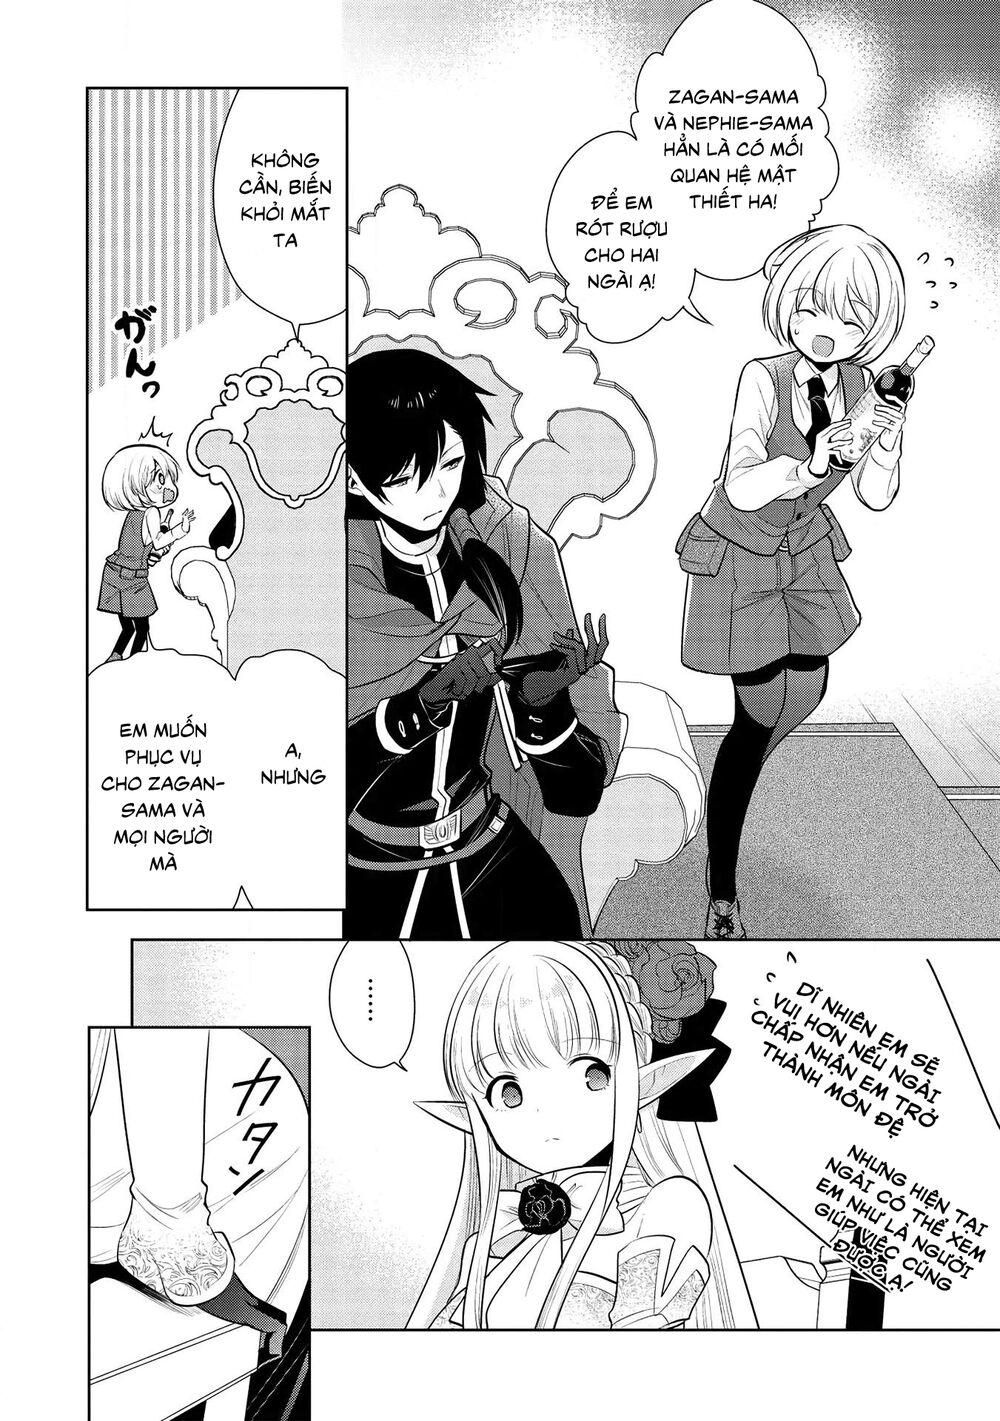 ZAGAN-SAMA
VÀ NEPHIE-SAMA
HẲN LÀ CÓ MỐI
QUAN HỆ MẬT
THIẾT HA!
ĐỂ EM
RÓT RƯỢU
CHO HAI
NGÀI Ạ!
KHÔNG
CẦN, BIẾN
KHỎI MẮT
TA
がーんっ
A,
NHƯNG
EM MUỐN
PHỤC VỤ
CHO ZAGAN-
SAMA VÀ
MỌI NGƯỜI
MÀ
DĨ NHIÊN EM SẼ
VUI HƠN NẾU NGÀI
CHẤP NHẬN EM TRỞ
THÀNH MÔN ĐỆ
NHƯNG HIỆN TẠI
NGÀI CÓ THỂ XEM
EM NHƯ LÀ NGƯỜI
GIÚP VIỆC CŨNG
ĐƯỢC Ạ!
......
カタン